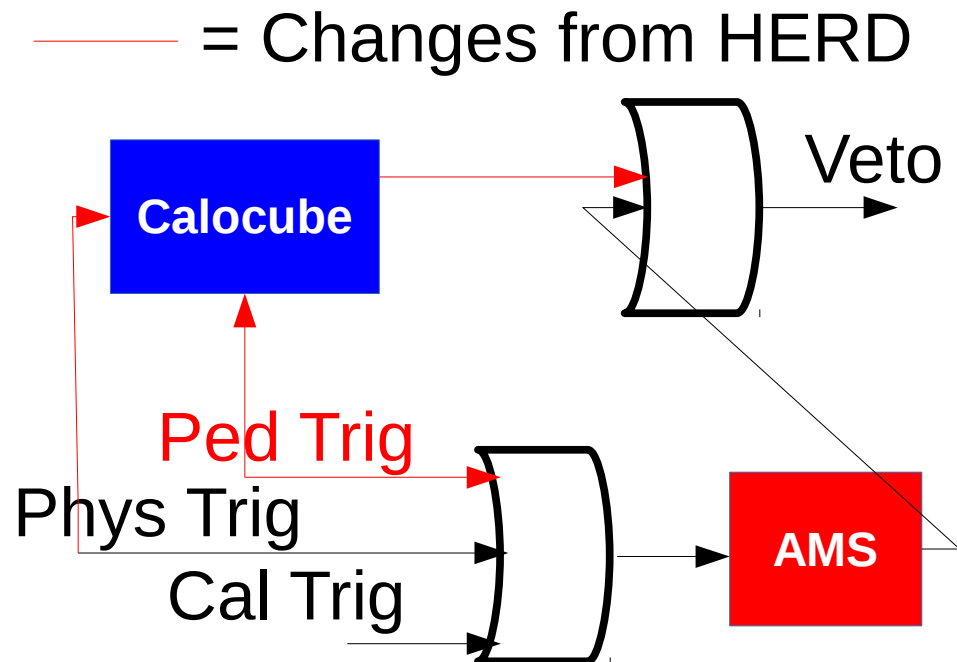 = Changes from HERD
Veto
Calocube
Ped Trig
Phys Trig
AMS
Cal Trig